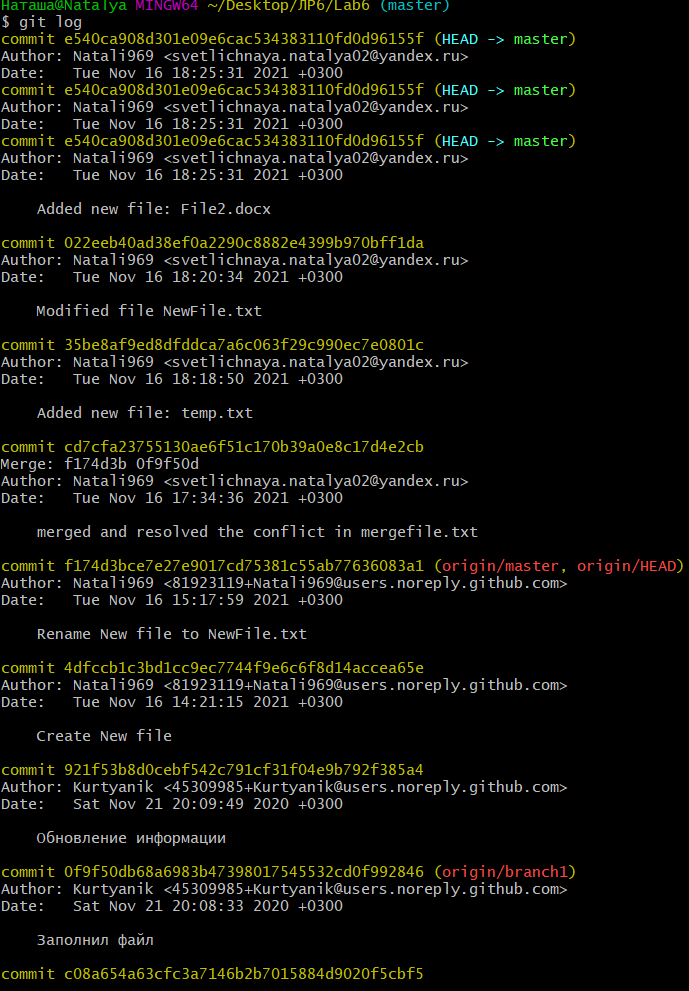 Наташа@Natalya MINGW64 ~/Desktop/ЛР6/Lab6 (master)
$ git log
commit e540ca908d301e09e6cac534383110fd0d96155f (HEAD -> master)
Author: Natali969 <svetlichnaya.natalya02@yandex.ru>
Date:   Tue Nov 16 18:25:31 2021 +0300
commit e540ca908d301e09e6cac534383110fd0d96155f (HEAD -> master)
Author: Natali969 <svetlichnaya.natalya02@yandex.ru>
Date:   Tue Nov 16 18:25:31 2021 +0300
commit e540ca908d301e09e6cac534383110fd0d96155f (HEAD -> master)
Author: Natali969 <svetlichnaya.natalya02@yandex.ru>
Date:   Tue Nov 16 18:25:31 2021 +0300
Added new file: File2.docx
commit 022eeb40ad38ef0a2290c8882e4399b970bff1da
Author: Natali969 <svetlichnaya.natalya02@yandex.ru>
Date:   Tue Nov 16 18:20:34 2021 +0300
Modified file NewFile.txt
commit 35be8af9ed8dfddca7a6c063f29c990ec7e0801c
Author: Natali969 <svetlichnaya.natalya02@yandex.ru>
Date:   Tue Nov 16 18:18:50 2021 +0300
Added new file: temp.txt
commit cd7cfa23755130ae6f51c170b39a0e8c17d4e2cb
Merge: f174d3b 0f9f50d
Author: Natali969 <svetlichnaya.natalya02@yandex.ru>
Date:   Tue Nov 16 17:34:36 2021 +0300
merged and resolved the conflict in mergefile.txt
commit f174d3bce7e27e9017cd75381c55ab77636083a1 (origin/master, origin/HEAD)
Author: Natali969 <81923119+Natali969@users.noreply.github.com>
Date:   Tue Nov 16 15:17:59 2021 +0300
Rename New file to NewFile.txt
commit 4dfccb1c3bd1cc9ec7744f9e6c6f8d14accea65e
Author: Natali969 <81923119+Natali969@users.noreply.github.com>
Date:   Tue Nov 16 14:21:15 2021 +0300
Create New file
commit 921f53b8d0cebf542c791cf31f04e9b792f385a4
Author: Kurtyanik <45309985+Kurtyanik@users.noreply.github.com>
Date:   Sat Nov 21 20:09:49 2020 +0300
Обновление информации
commit 0f9f50db68a6983b47398017545532cd0f992846 (origin/branch1)
Author: Kurtyanik <45309985+Kurtyanik@users.noreply.github.com>
Date:   Sat Nov 21 20:08:33 2020 +0300
Заполнил файл
commit c08a654a63cfc3a7146b2b7015884d9020f5cbf5